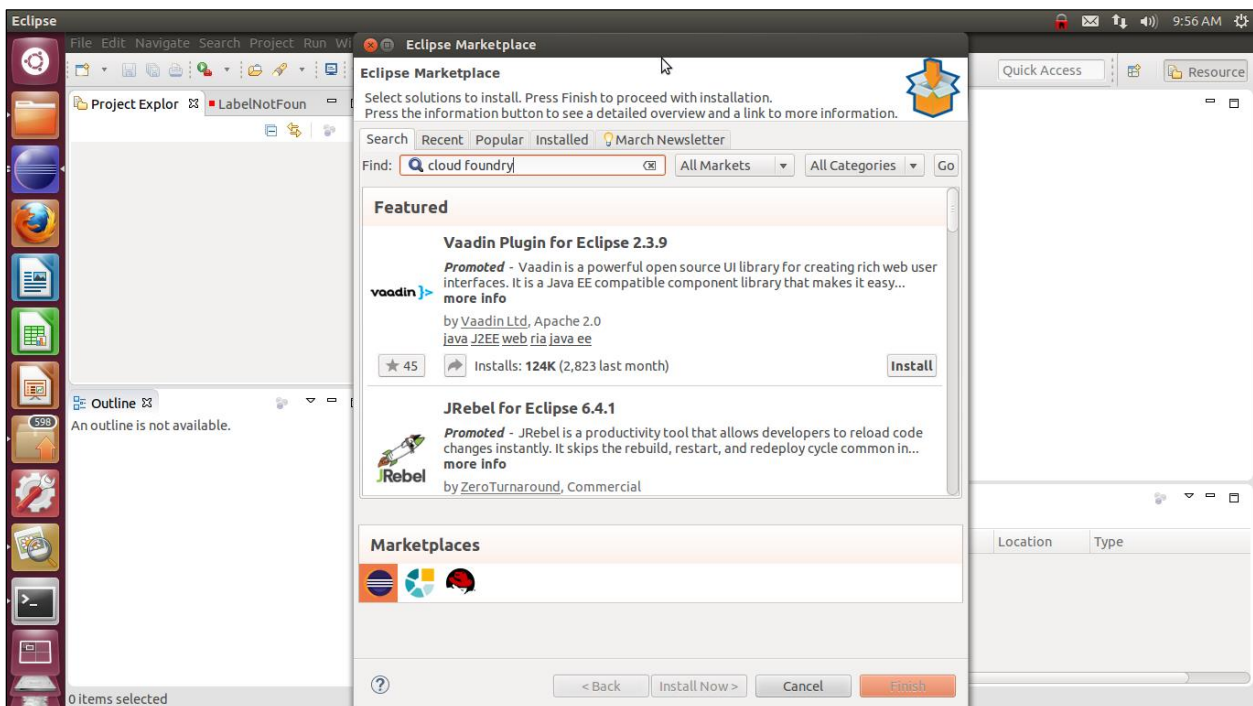 Eclipse
9:56 AM
File Edit Navigate Search Project Run Wi
Eclipse Marketplace
Quick Access
Resource
Project Explor
LabelNotFoun
Eclipse Marketplace
Select solutions to install. Press Finish to proceed with installation.
Press the information button to see a detailed overview and a link to more information.
Search Recent Popular Installed March Newsletter
Find: cloud foundry All Markets All Categories Go
Featured
Vaadin Plugin for Eclipse 2.3.9
Promoted - Vaadin is a powerful open source UI library for creating rich web user
interfaces. It is a Java EE compatible component library that makes it easy...
vaadin }>
more info
by Vaadin Ltd, Apache 2.0
java J2EE web ria java ee
45 Installs: 124K (2,823 last month) Install
JRebel for Eclipse 6.4.1
Promoted - JRebel is a productivity tool that allows developers to reload code
changes instantly. It skips the rebuild, restart, and redeploy cycle common in...
more info
JRebel
by ZeroTurnaround, Commercial
Outline
An outline is not available.
598
Marketplaces
Location Type
< Back Install Now > Cancel Finish
0 items selected